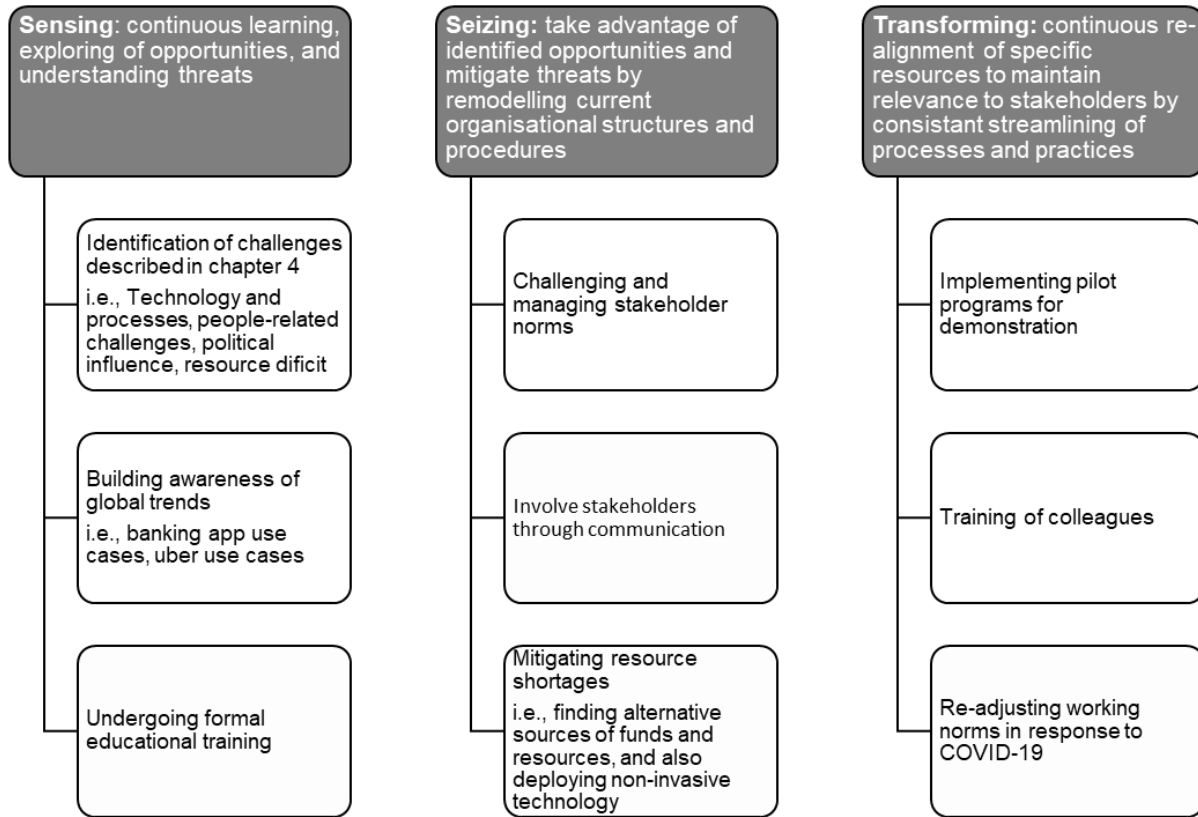 Sensing: continuous learning,
exploring of opportunities, and
understanding threats
Identification of challenges
described in chapter 4
i.e., Technology and
processes, people-related
challenges, political
influence, resource dificit
Building awareness of
global trends
i.e., banking app use
cases, uber use cases
Undergoing formal
educational training
Seizing: take advantage of
identified opportunities and
mitigate threats by
remodelling current
organisational structures and
procedures
Challenging and
managing stakeholder
norms
Involve stakeholders
through communication
Mitigating resource
shortages
i.e., finding alternative
sources of funds and
resources, and also
deploying non-invasive
technology
Transforming: continuous re-
alignment of specific
resources to maintain
relevance to stakeholders by
consistant streamlining of
processes and practices
Implementing pilot
programs for
demonstration
Training of colleagues
Re-adjusting working
norms in response to
COVID-19